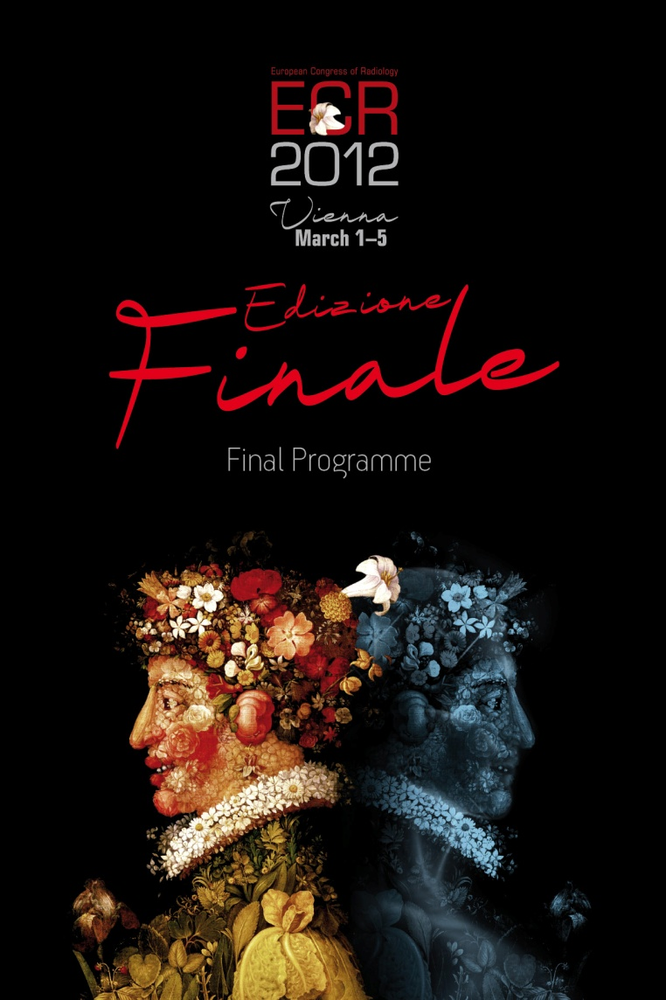 European Congress of Radiology
ECR
2012
Vienna
March 1–5
Edizione
Finale
Final Programme